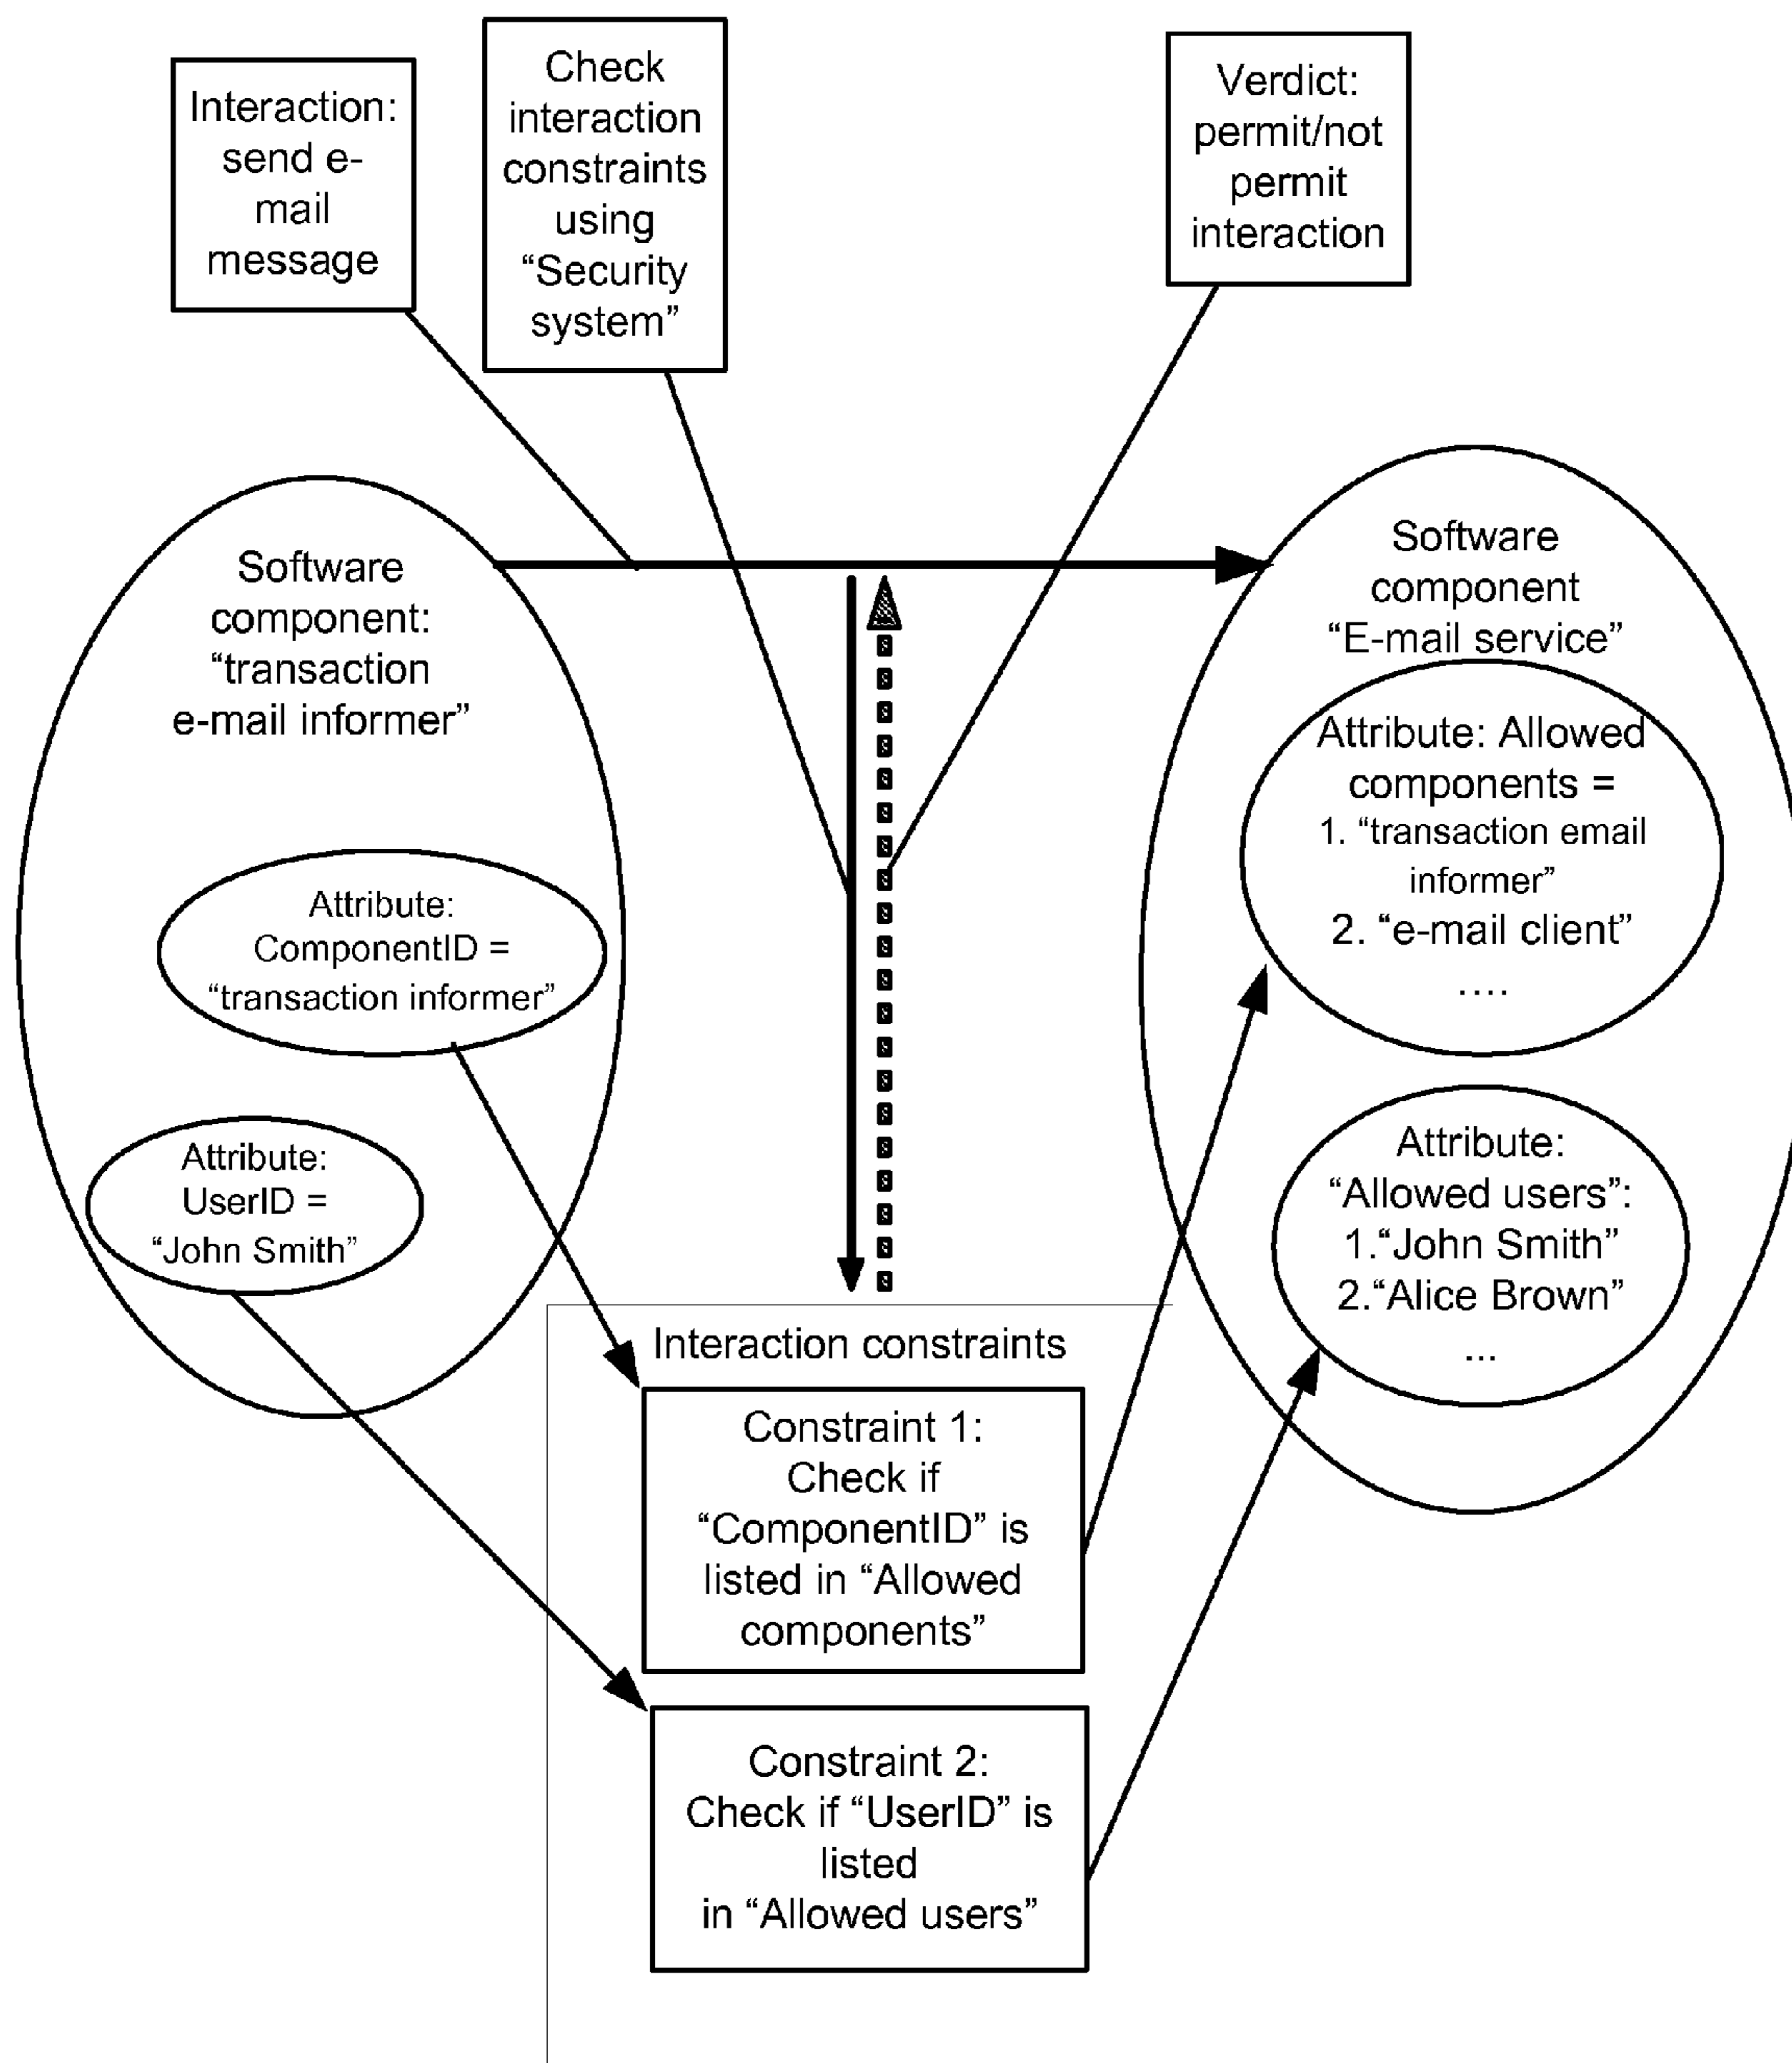 Interaction:
send e-
mail
message
Check
interaction
constraints
using
“Security
system”
Verdict:
permit/not
permit
interaction
Software
component:
“transaction
e-mail informer”
Attribute:
ComponentID =
“transaction informer”
Attribute:
UserID =
“John Smith”
Software
component
“E-mail service”
Attribute: Allowed
components =
1. “transaction email
informer”
2. “e-mail client”
....
Attribute:
“Allowed users”:
1.“John Smith”
2.“Alice Brown”
...
Interaction constraints
Constraint 1:
Check if
“ComponentID” is
listed in “Allowed
components”
Constraint 2:
Check if “UserID” is
listed
in “Allowed users”